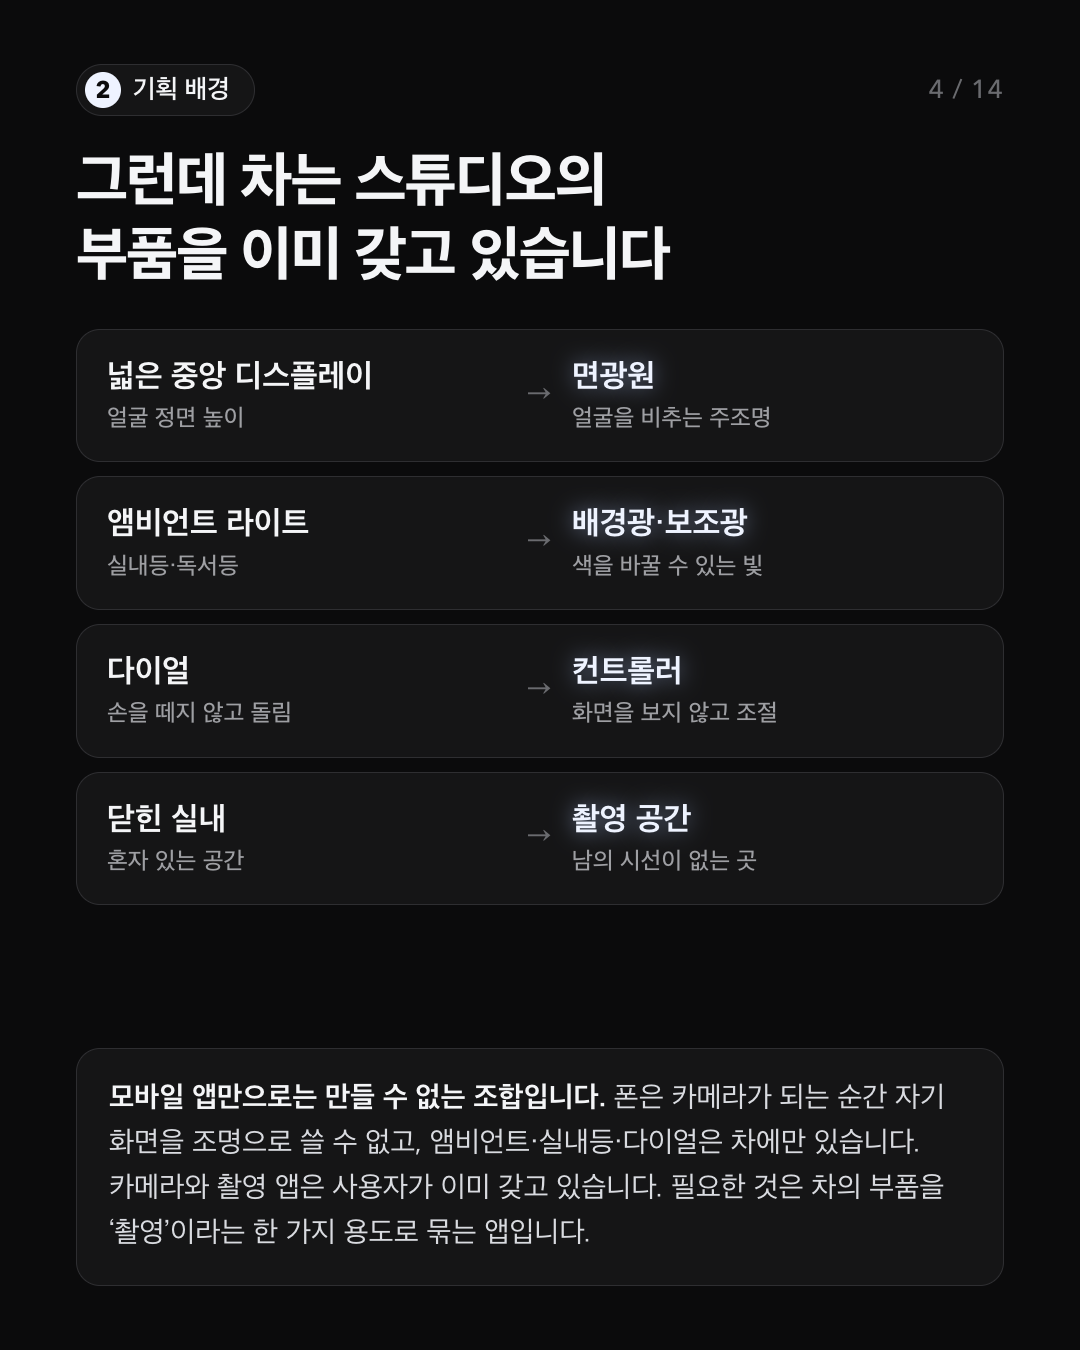 2 기획 배경
4 / 14
그런데 차는 스튜디오의
부품을 이미 갖고 있습니다
넓은 중앙 디스플레이
얼굴 정면 높이
→
면광원
얼굴을 비추는 주조명
앰비언트 라이트
실내등·독서등
→
배경광·보조광
색을 바꿀 수 있는 빛
다이얼
손을 떼지 않고 돌림
→
컨트롤러
화면을 보지 않고 조절
닫힌 실내
혼자 있는 공간
→
촬영 공간
남의 시선이 없는 곳
모바일 앱만으로는 만들 수 없는 조합입니다. 폰은 카메라가 되는 순간 자기
화면을 조명으로 쓸 수 없고, 앰비언트·실내등·다이얼은 차에만 있습니다.
카메라와 촬영 앱은 사용자가 이미 갖고 있습니다. 필요한 것은 차의 부품을
‘촬영’이라는 한 가지 용도로 묶는 앱입니다.